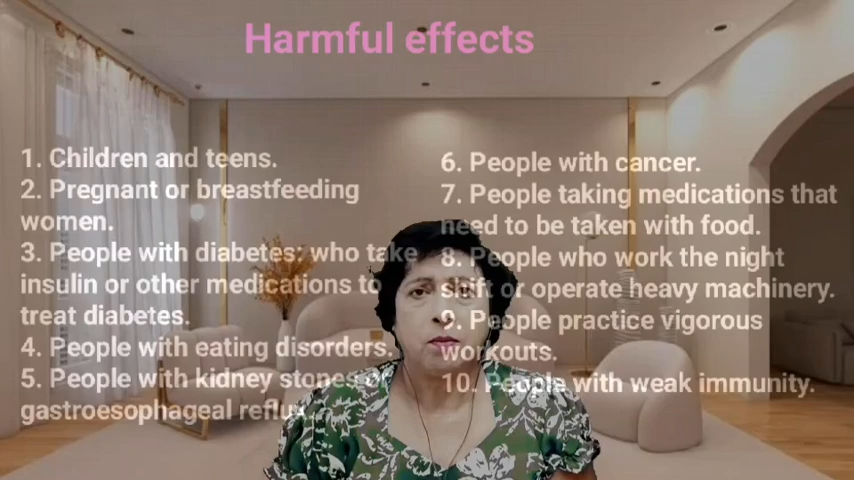 Harmful effects
1. Children and teens.
2. Pregnant or breastfeeding
women.
3. People with diabetes: who take
insulin or other medications to
treat diabetes.
4. People with eating disorders.
5. People with kidney stones or
gastroesophageal reflux.
6. People with cancer.
7. People taking medications that
need to be taken with food.
8. People who work the night
shift or operate heavy machinery.
9. People practice vigorous
workouts.
10. People with weak immunity.